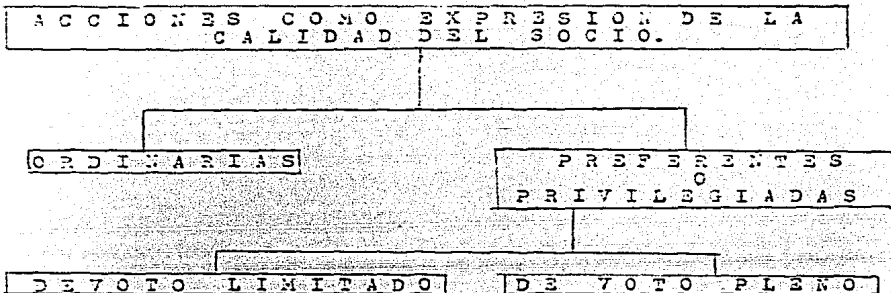 ACCIONES COMO EXPRESION DE LA
CALIDAD DEL SOCIO.
ORDINARIAS
PREFERENTES
O
PRIVILEGIADAS
DE VOTO LIMITADO
DE VOTO PLENO